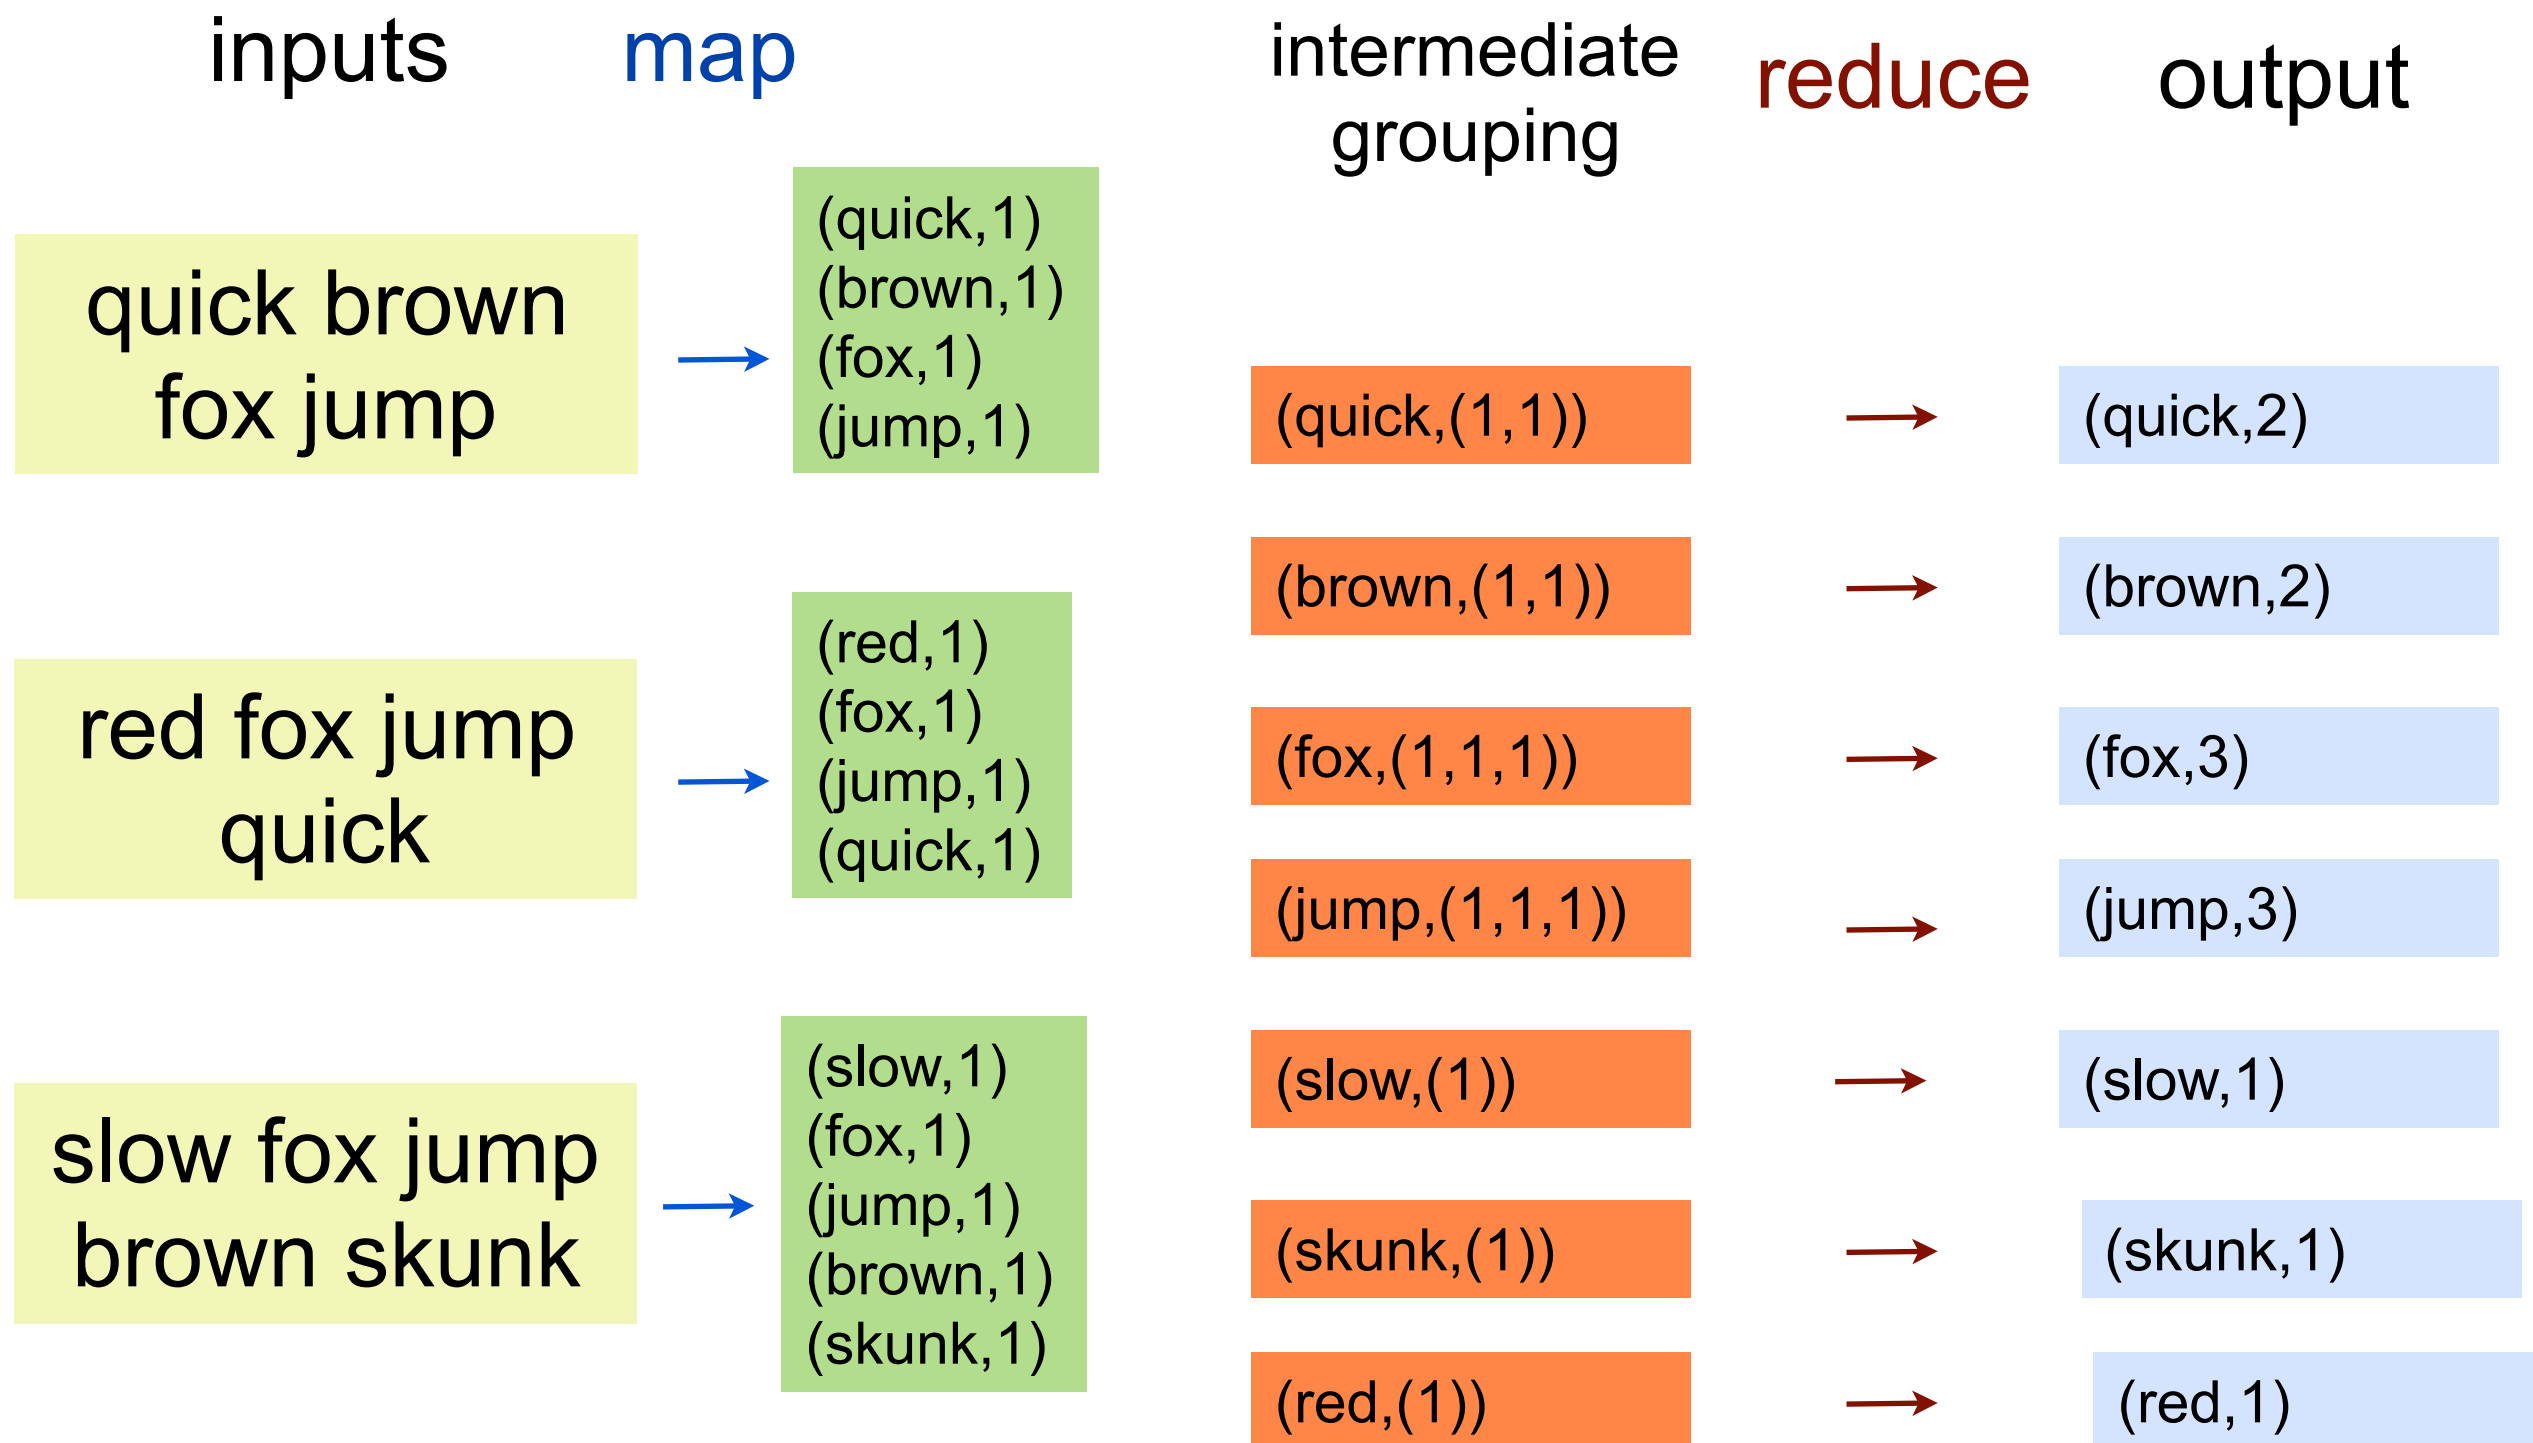 inputs
map
intermediate
grouping
reduce
output
quick brown
fox jump
(quick,1)
(brown,1)
(fox,1)
(jump,1)
red fox jump
quick
(red,1)
(fox,1)
(jump,1)
(quick,1)
slow fox jump
brown skunk
(slow,1)
(fox,1)
(jump,1)
(brown,1)
(skunk,1)
(quick,(1,1))
(quick,2)
(brown,(1,1))
(brown,2)
(fox,(1,1,1))
(fox,3)
(jump,(1,1,1))
(jump,3)
(slow,(1))
(slow,1)
(skunk,(1))
(skunk,1)
(red,(1))
(red,1)